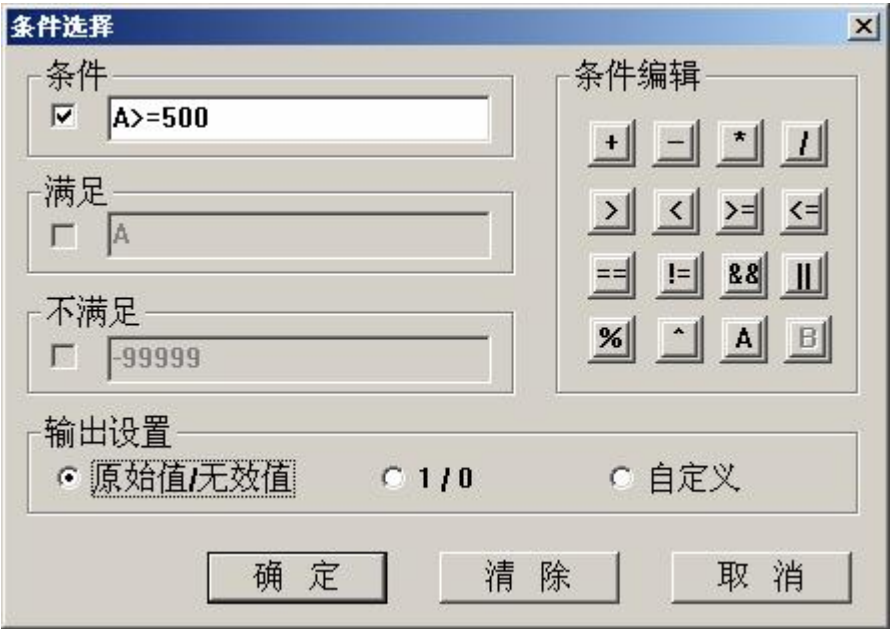 条件选择
条件
A>=500
满足
A
不满足
-99999
条件编辑
+ - * /
> < >= <=
== != && ||
% ^ A B
输出设置
原始值/无效值 1 / 0 自定义
确 定 清 除 取 消